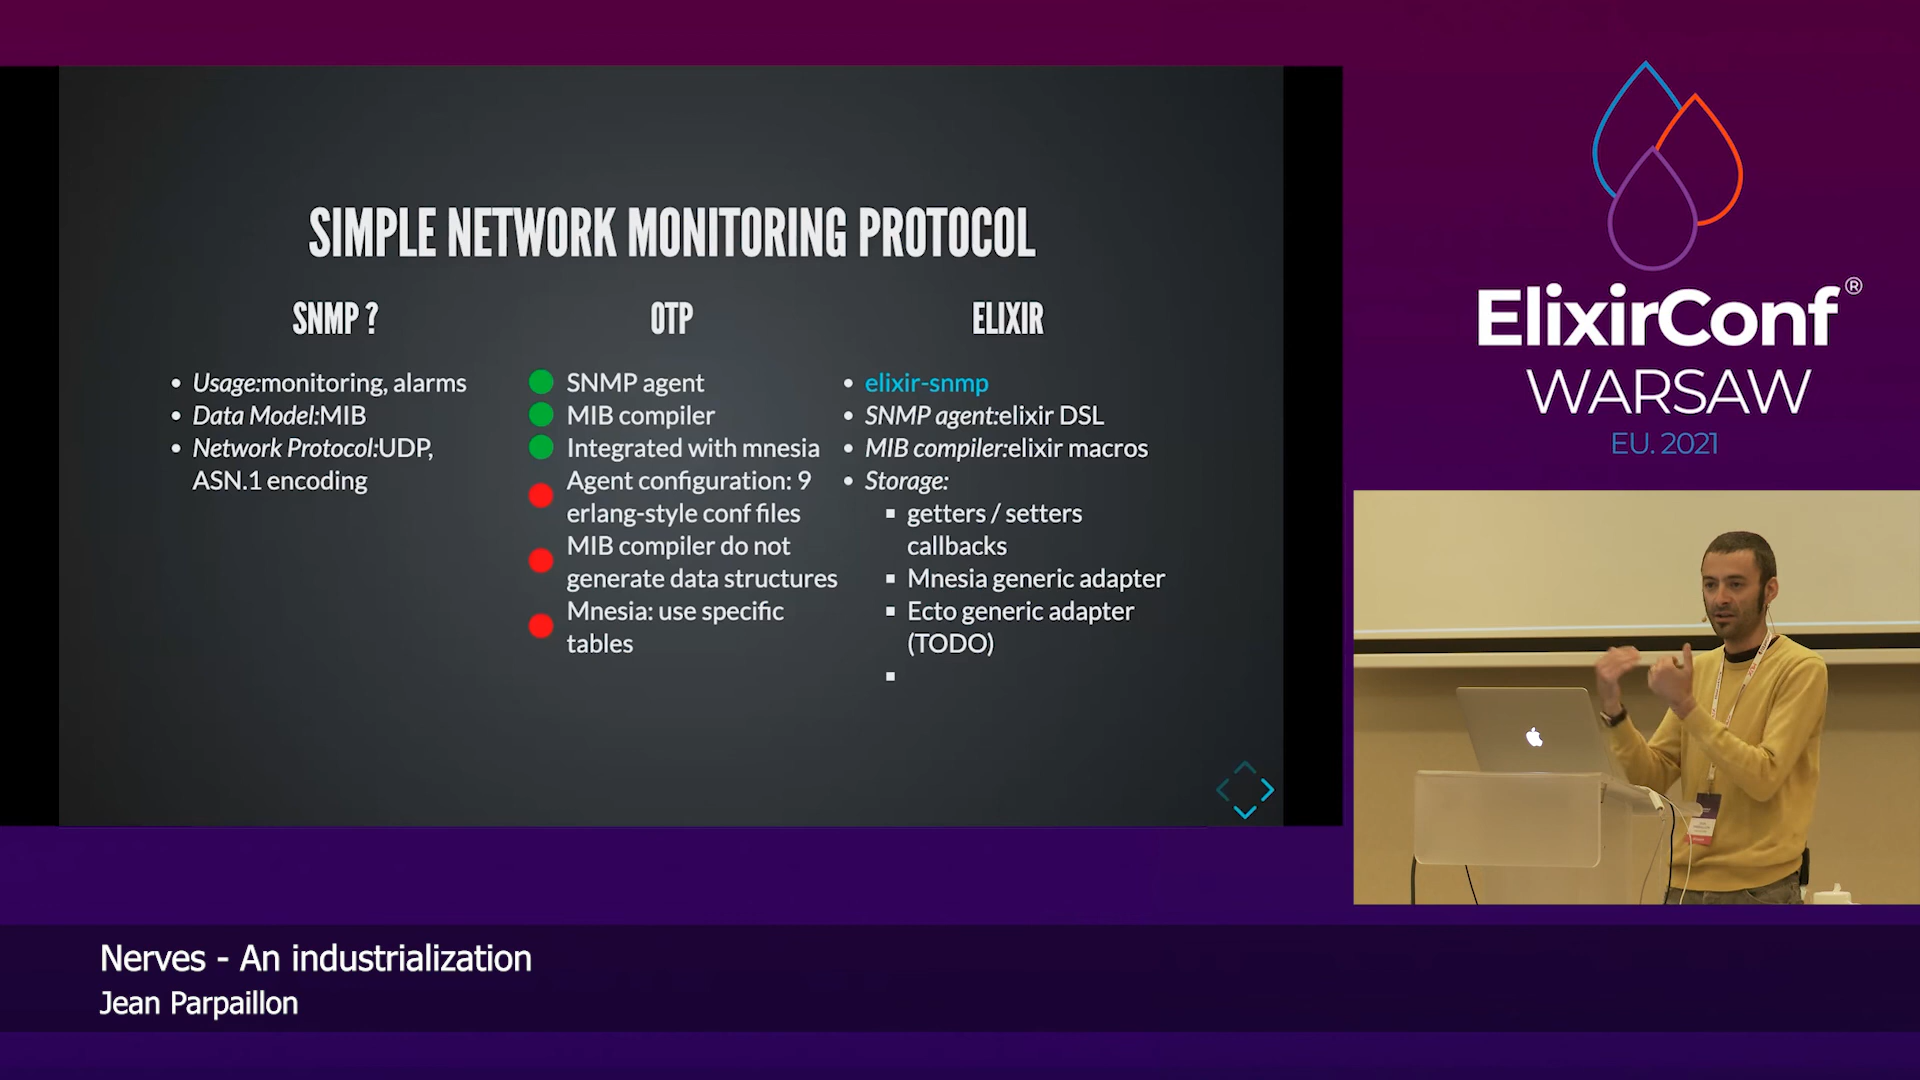 SIMPLE NETWORK MONITORING PROTOCOL
SNMP ?
• Usage:monitoring, alarms
• Data Model:MIB
• Network Protocol:UDP,
ASN.1 encoding
OTP
SNMP agent
MIB compiler
Integrated with mnesia
Agent configuration: 9
erlang-style conf files
MIB compiler do not
generate data structures
Mnesia: use specific
tables
ELIXIR
• elixir-snmp
• SNMP agent:elixir DSL
• MIB compiler:elixir macros
• Storage:
▪ getters / setters
callbacks
▪ Mnesia generic adapter
▪ Ecto generic adapter
(TODO)
▪
ElixirConf®
WARSAW
EU. 2021
Nerves - An industrialization
Jean Parpaillon